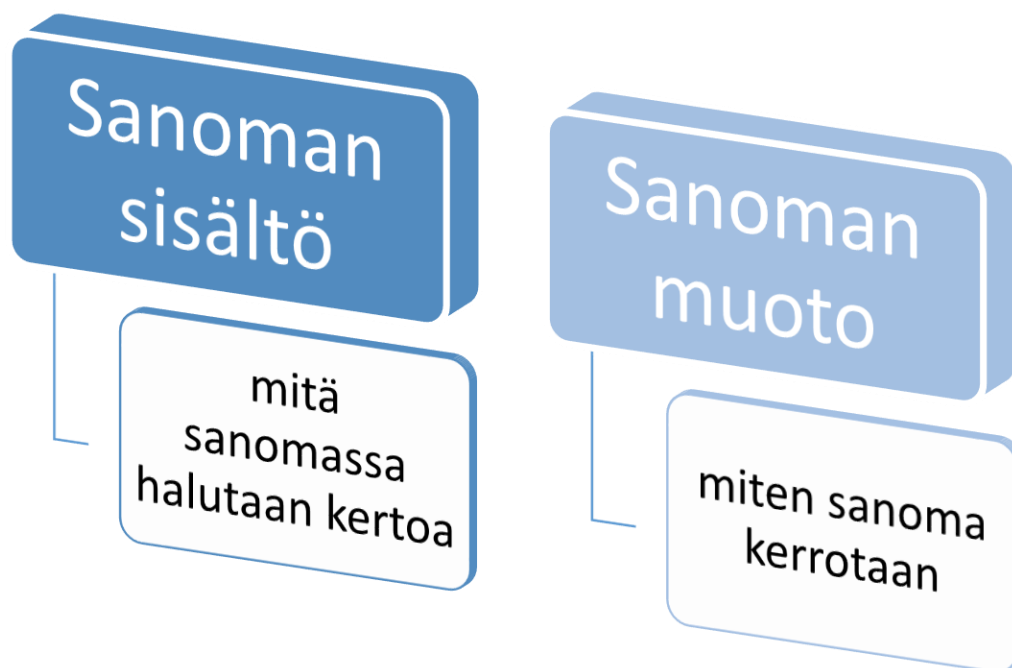 Sanoman
sisältö
mitä
sanomassa
halutaan kertoa
Sanoman
muoto
miten sanoma
kerrotaan